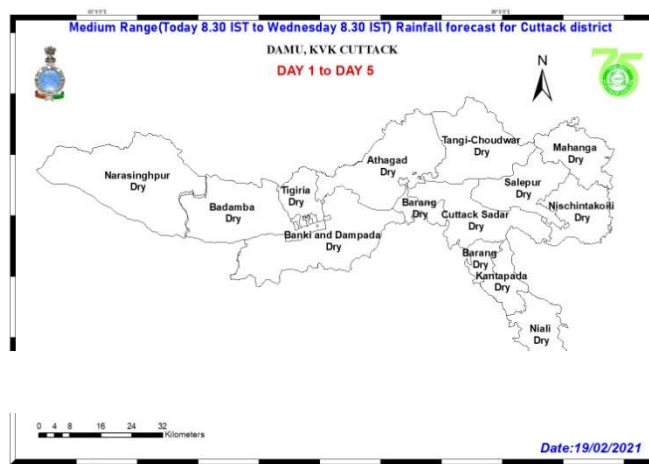 Medium Range(Today 8.30 IST to Wednesday 8.30 IST) Rainfall forecast for Cuttack district
DAMU, KVK CUTTACK
DAY 1 to DAY 5
N
75
Tangi-Choudwar
Dry
Mahanga
Dry
Athagad
Dry
Narasinghpur
Dry
Salepur
Dry
Tigiria
Dry
Badamba
Dry
Barang
Dry
Nischintakoili
Dry
Cuttack Sadar
Dry
Banki and Dampada
Dry
Barang
Dry
Kantapada
Dry
Niali
Dry
0 4 8 16 24 32
Kilometers
Date:19/02/2021